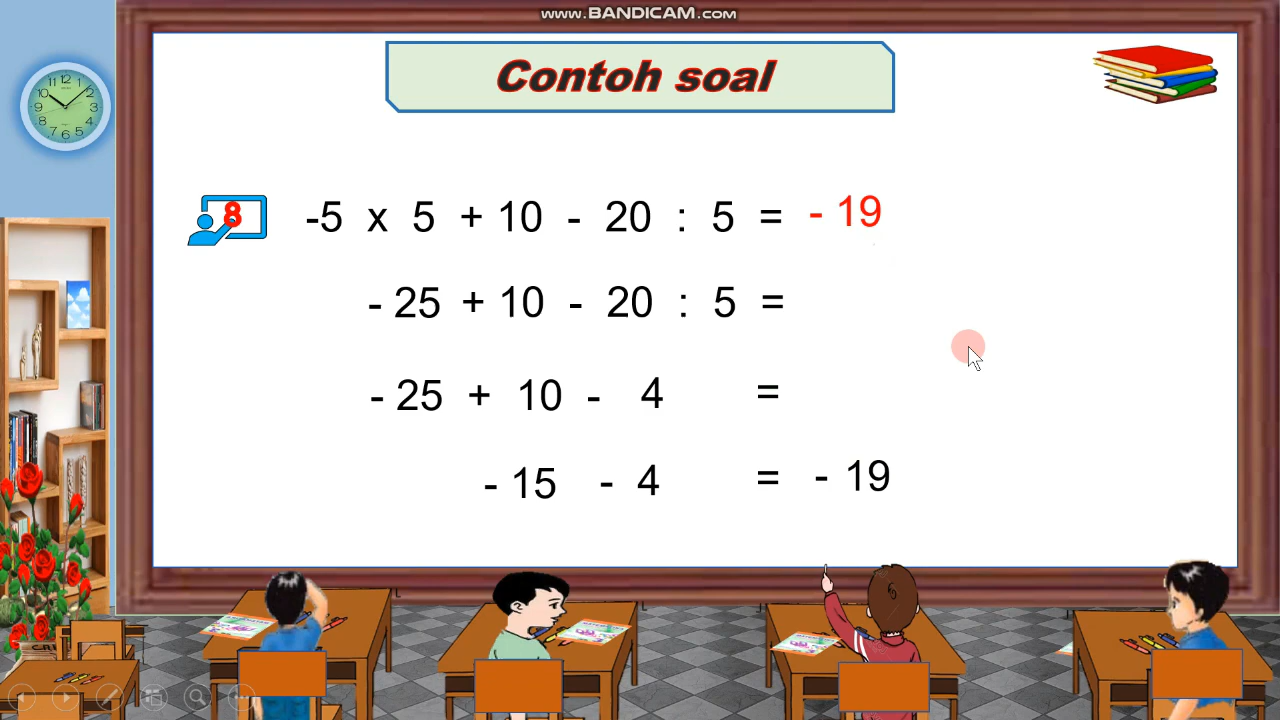 www.BANDICAM.com
Contoh soal
8
-5 x 5 + 10 - 20 : 5 = - 19
- 25 + 10 - 20 : 5 =
- 25 + 10 - 4 =
- 15 - 4 = - 19